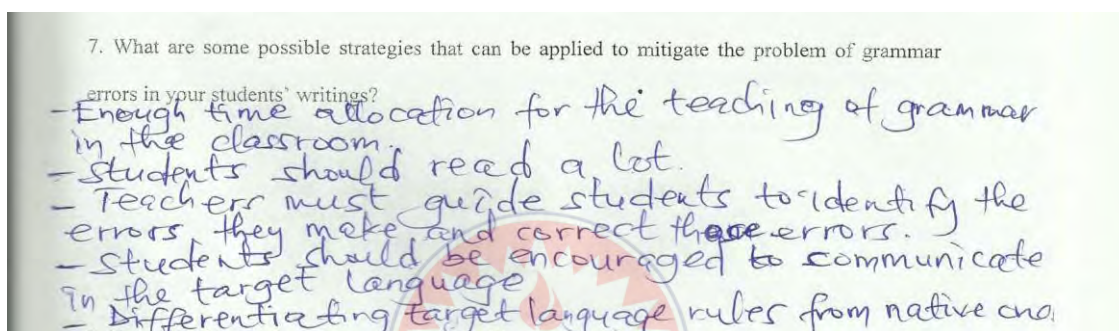 7. What are some possible strategies that can be applied to mitigate the problem of grammar
errors in your students' writings?
- Enough time allocation for the teaching of grammar
in the classroom.
- Students should read a lot.
- Teachers must guide students to identify the
errors they make and correct those errors.
- Students should be encouraged to communicate
in the target language
- Differentiating target language rules from native